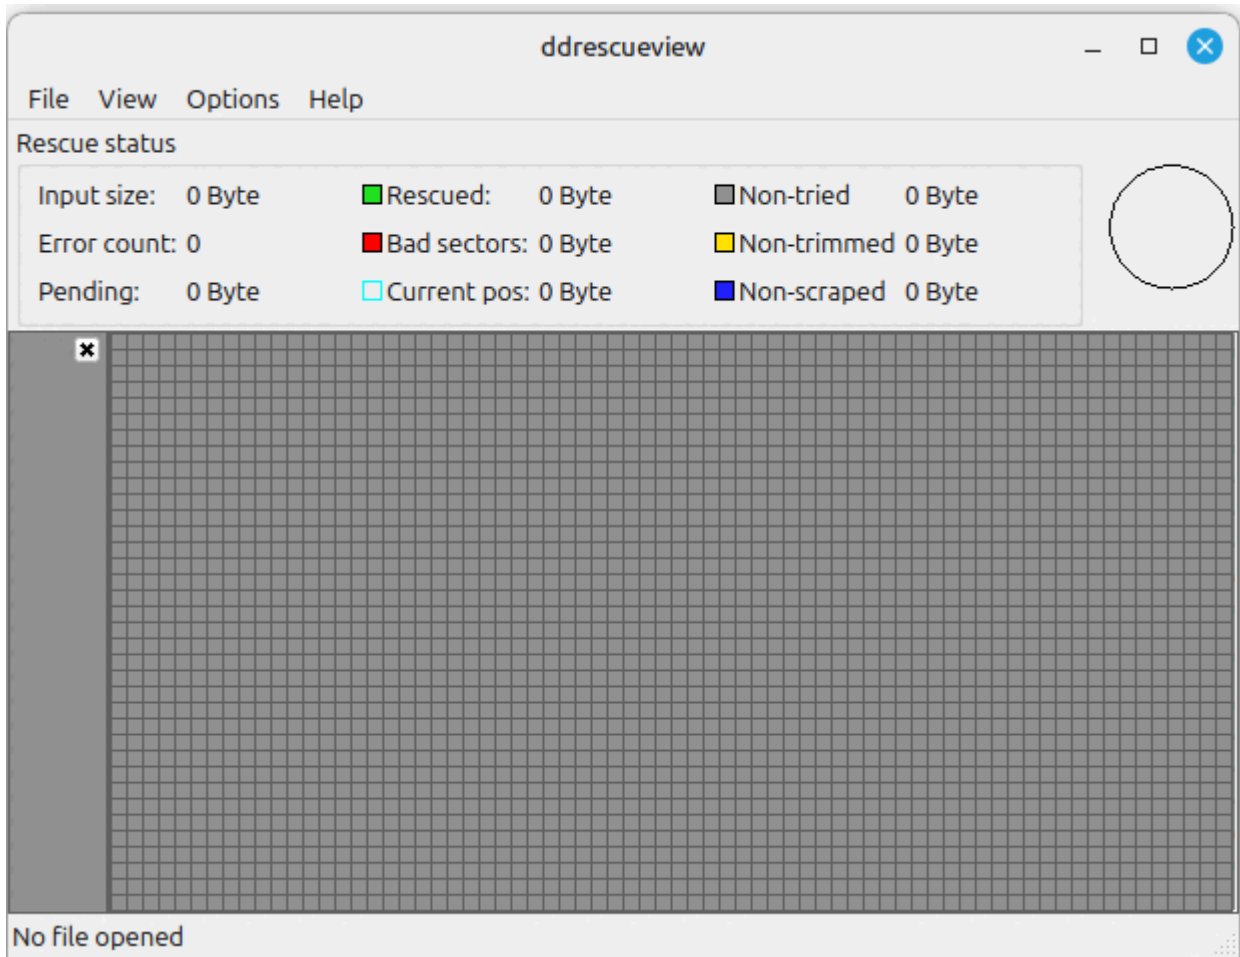 ddrescueview
File View Options Help
Rescue status
Input size: 0 Byte Rescued: 0 Byte Non-tried 0 Byte
Error count: 0 Bad sectors: 0 Byte Non-trimmed 0 Byte
Pending: 0 Byte Current pos: 0 Byte Non-scraped 0 Byte
No file opened